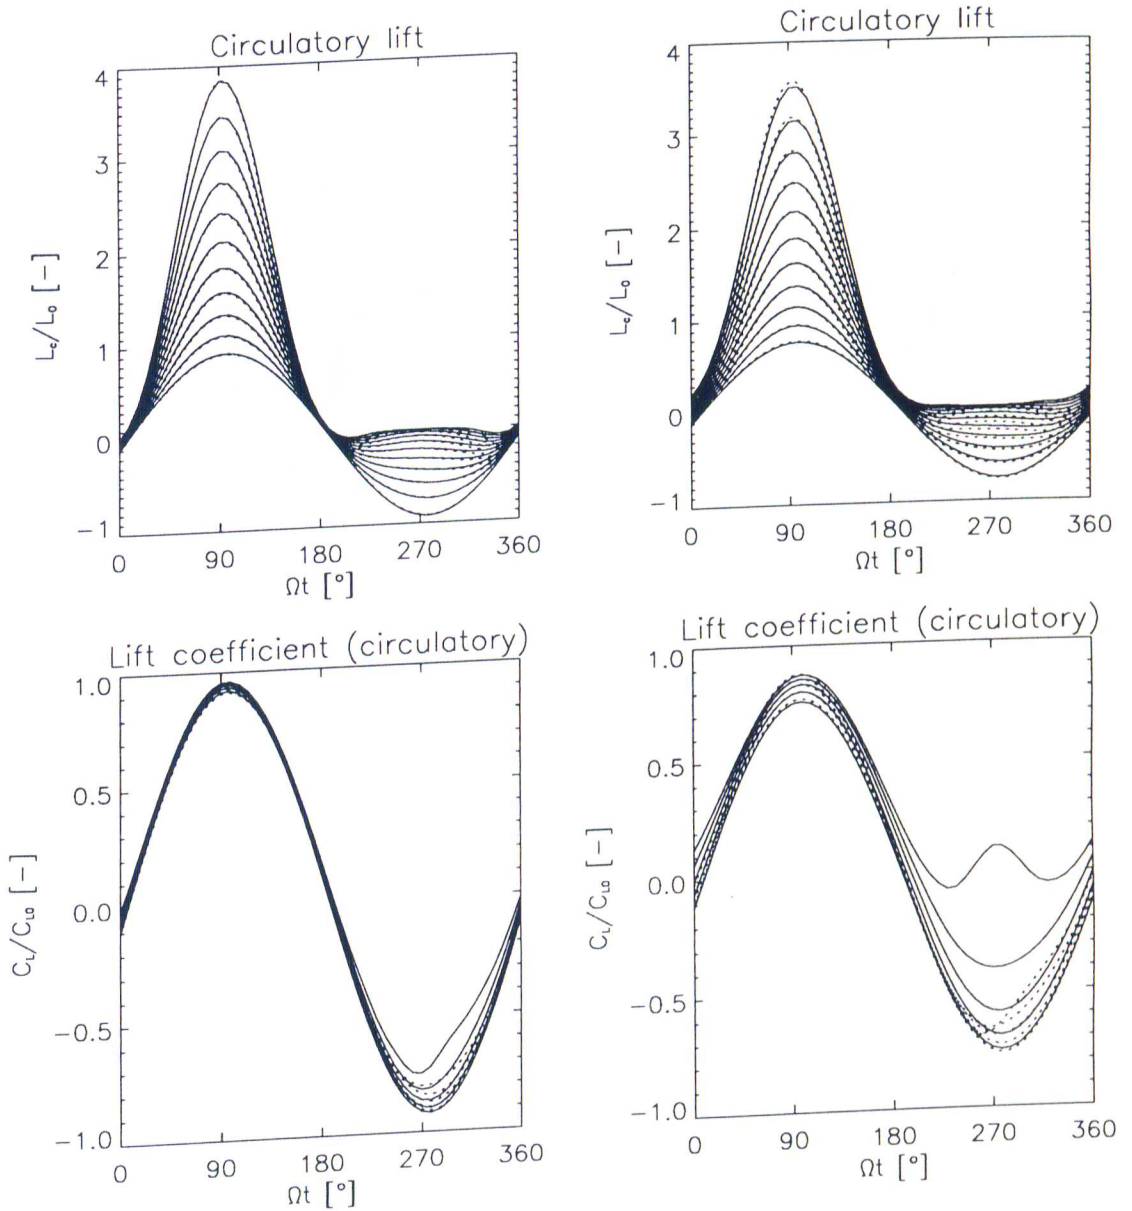 Circulatory lift
4
3
2
1
0
−1
L_c/L_0 [−]
0 90 180 270 360
Ωt [°]
Circulatory lift
4
3
2
1
0
−1
L_c/L_0 [−]
0 90 180 270 360
Ωt [°]
Lift coefficient (circulatory)
1.0
0.5
0.0
−0.5
−1.0
C_L/C_L0 [−]
0 90 180 270 360
Ωt [°]
Lift coefficient (circulatory)
1.0
0.5
0.0
−0.5
−1.0
C_L/C_L0 [−]
0 90 180 270 360
Ωt [°]